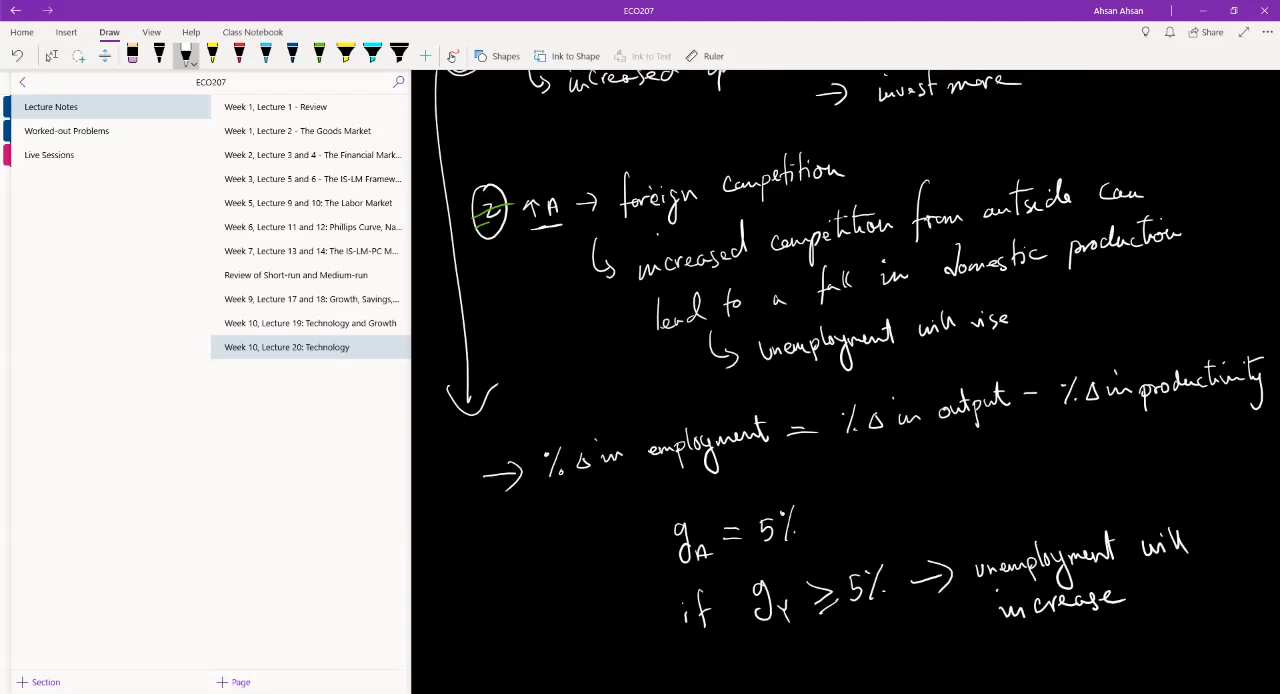 ECO207
Ahsan Ahsan
Home Insert Draw View Help Class Notebook
Share
Shapes Ink to Shape Ink to Text Ruler
ECO207
Lecture Notes
Worked-out Problems
Live Sessions
Week 1, Lecture 1 - Review
Week 1, Lecture 2 - The Goods Market
Week 2, Lecture 3 and 4 - The Financial Mark...
Week 3, Lecture 5 and 6 - The IS-LM Framew...
Week 5, Lecture 9 and 10: The Labor Market
Week 6, Lecture 11 and 12: Phillips Curve, Na...
Week 7, Lecture 13 and 14: The IS-LM-PC M...
Review of Short-run and Medium-run
Week 9, Lecture 17 and 18: Growth, Savings,...
Week 10, Lecture 19: Technology and Growth
Week 10, Lecture 20: Technology
+ Section
+ Page
↳ increased
→ invest more
② ↑A → foreign competition
↳ increased competition from outside can
lead to a fall in domestic production
↳ unemployment will rise
→ % Δ in employment = % Δ in output - % Δ in productivity
g_A = 5%
if g_Y ≥ 5% → unemployment will
increase